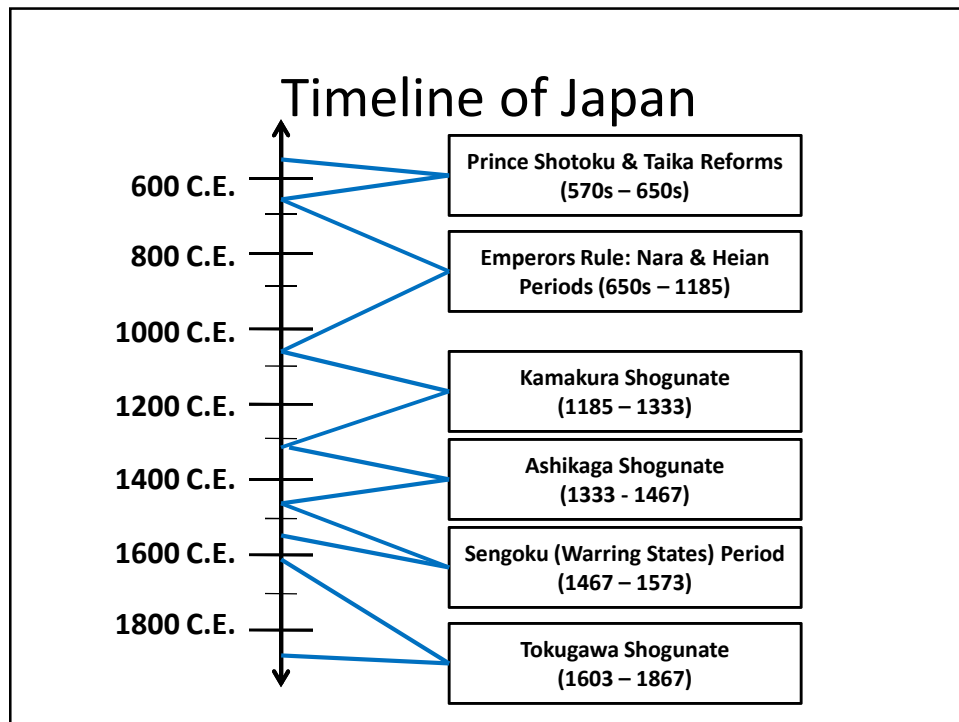 Timeline of Japan
600 C.E.
800 C.E.
1000 C.E.
1200 C.E.
1400 C.E.
1600 C.E.
1800 C.E.
Prince Shotoku & Taika Reforms
(570s – 650s)
Emperors Rule: Nara & Heian
Periods (650s – 1185)
Kamakura Shogunate
(1185 – 1333)
Ashikaga Shogunate
(1333 - 1467)
Sengoku (Warring States) Period
(1467 – 1573)
Tokugawa Shogunate
(1603 – 1867)